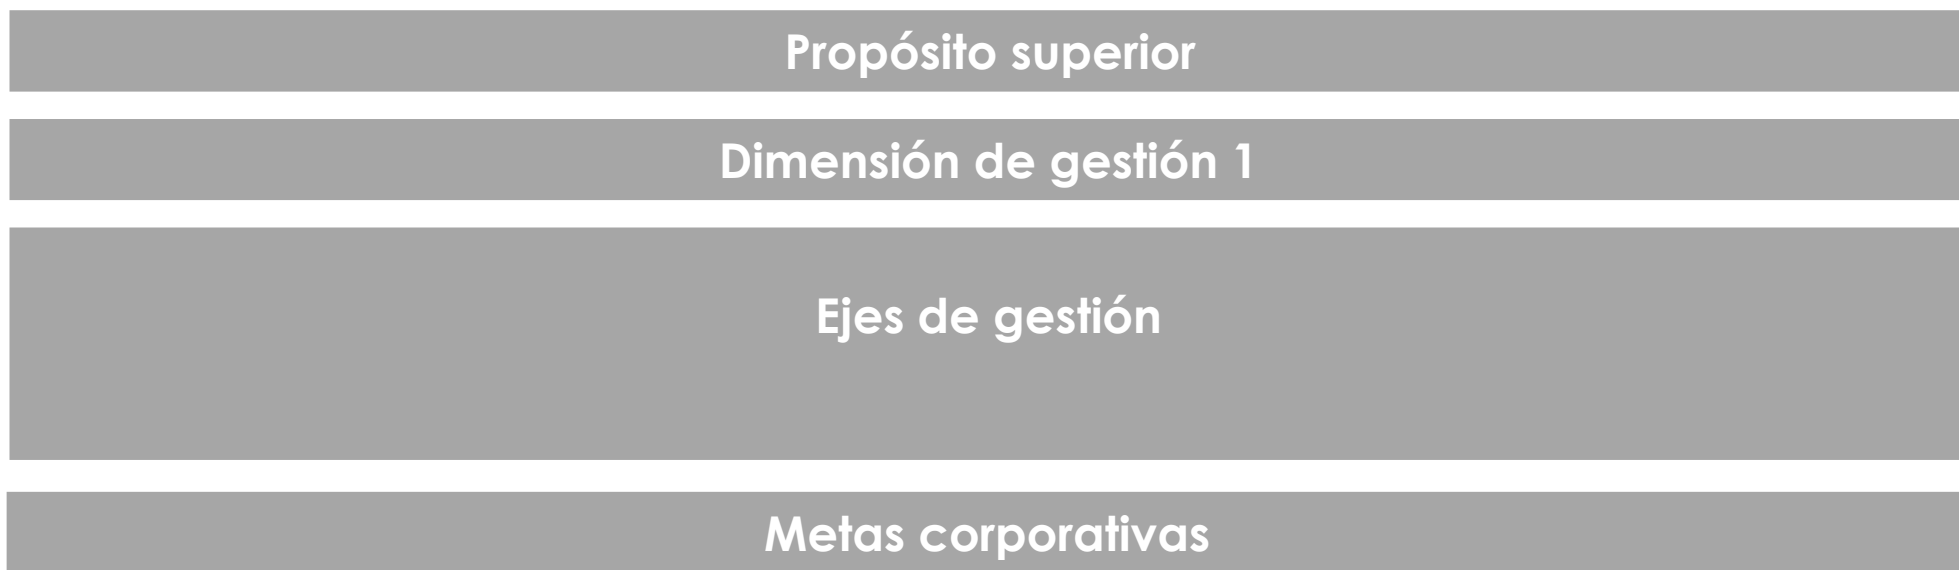 Propósito superior
Dimensión de gestión 1
Ejes de gestión
Metas corporativas